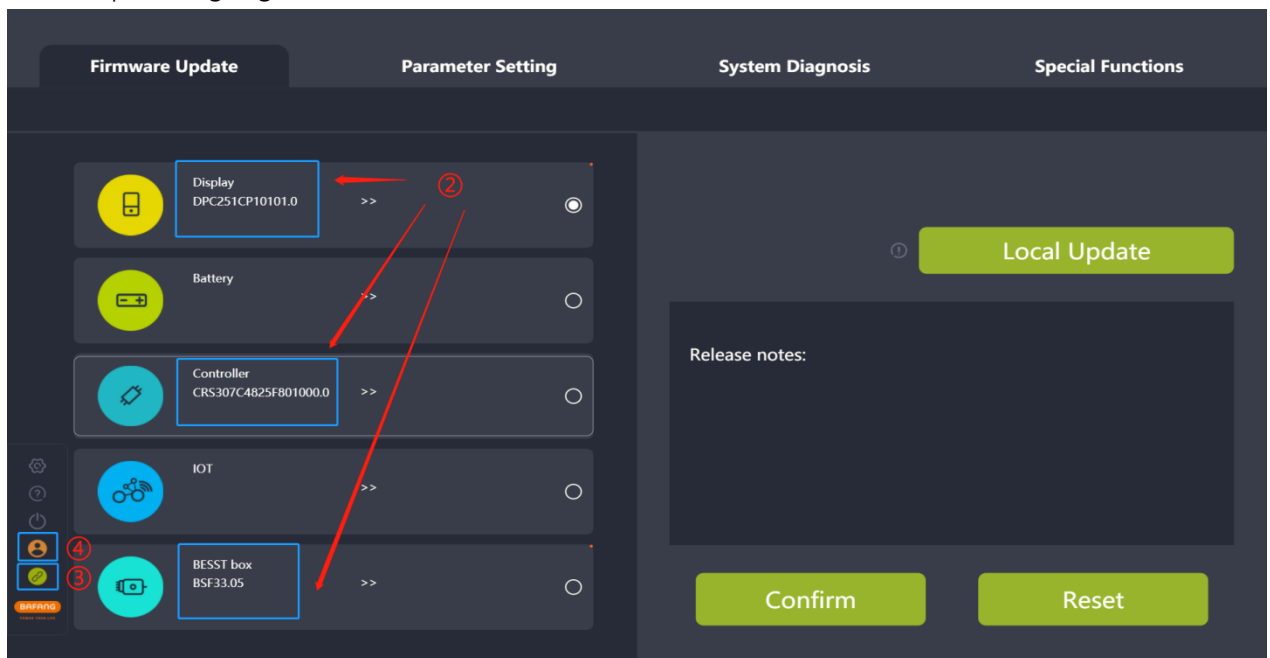 Firmware Update
Parameter Setting
System Diagnosis
Special Functions
Display
DPC251CP10101.0
>>
②
Battery
>>
Controller
CRS307C4825F801000.0
>>
IOT
>>
④
③
BESST box
BSF33.05
>>
BAFANG
Local Update
Release notes:
Confirm
Reset